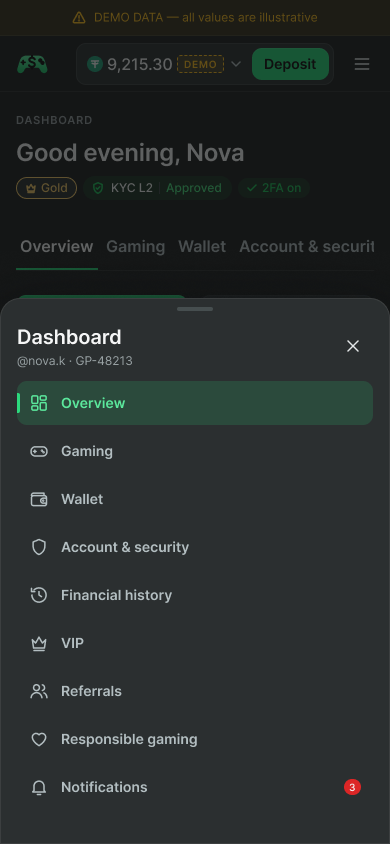 DEMO DATA — all values are illustrative
$
9,215.30 DEMO Deposit
DASHBOARD
Good evening, Nova
Gold KYC L2 Approved 2FA on
Overview Gaming Wallet Account & securit
Dashboard
@nova.k · GP-48213
Overview
Gaming
Wallet
Account & security
Financial history
VIP
Referrals
Responsible gaming
Notifications 3